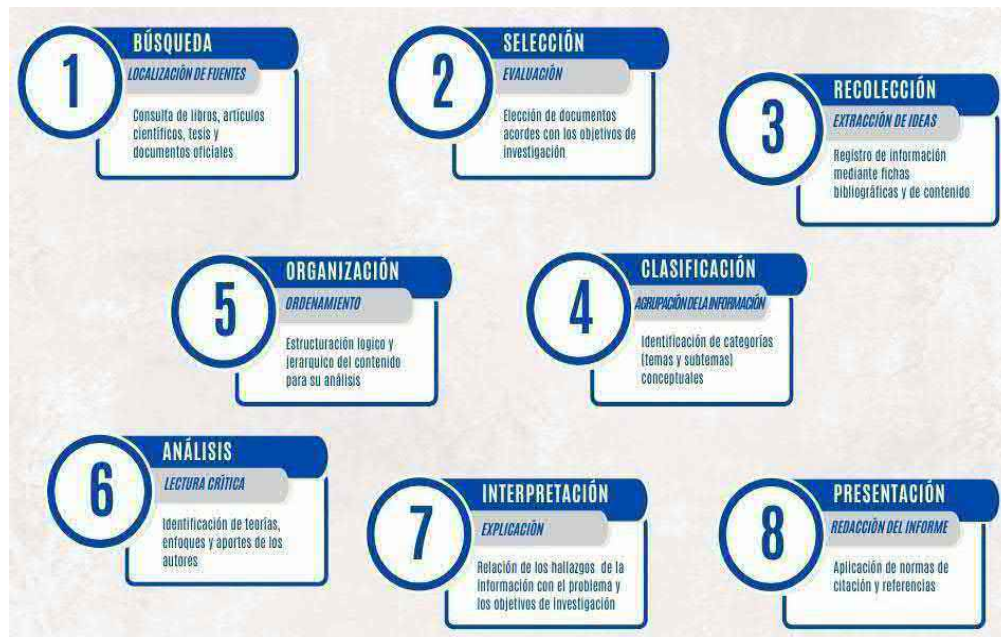 1
BÚSQUEDA
LOCALIZACIÓN DE FUENTES
Consulta de libros, artículos
científicos, tesis y
documentos oficiales
2
SELECCIÓN
EVALUACIÓN
Elección de documentos
acordes con los objetivos de
investigación
3
RECOLECCIÓN
EXTRACCIÓN DE IDEAS
Registro de información
mediante fichas
bibliográficas y de contenido
4
CLASIFICACIÓN
AGRUPACIÓN DE LA INFORMACIÓN
Identificación de categorías
(temas y subtemas)
conceptuales
5
ORGANIZACIÓN
ORDENAMIENTO
Estructuración logico y
jerarquico del contenido
para su análisis
6
ANÁLISIS
LECTURA CRÍTICA
Identificación de teorías,
enfoques y aportes de los
autores
7
INTERPRETACIÓN
EXPLICACIÓN
Relación de los hallazgos de la
información con el problema y
los objetivos de investigación
8
PRESENTACIÓN
REDACCIÓN DEL INFORME
Aplicación de normas de
citación y referencias